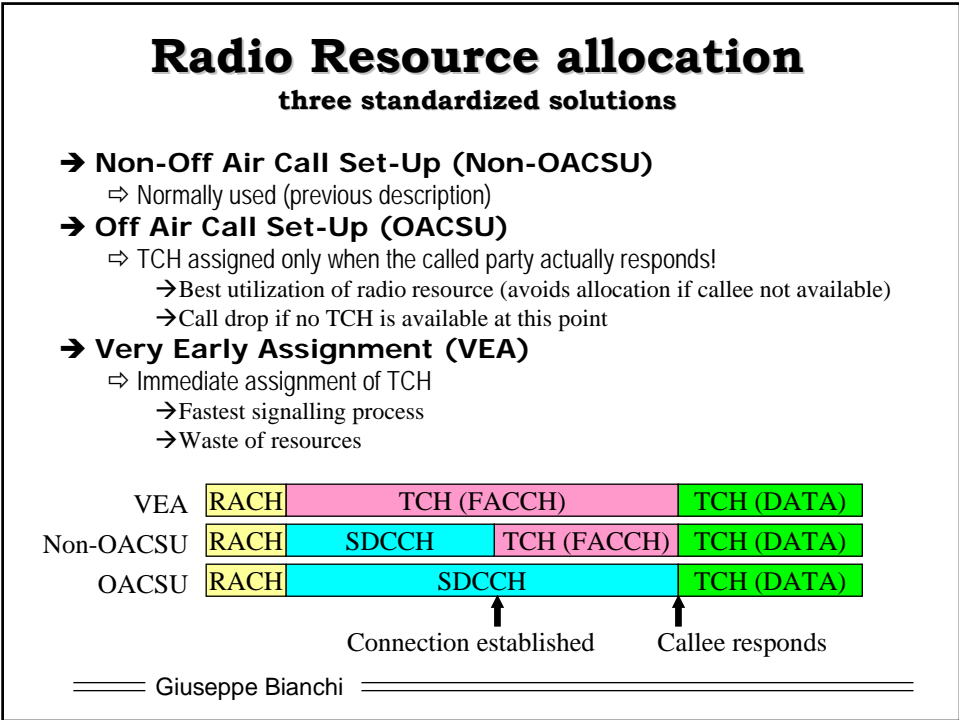 Radio Resource allocation
three standardized solutions
➔ Non-Off Air Call Set-Up (Non-OACSU)
⇨ Normally used (previous description)
➔ Off Air Call Set-Up (OACSU)
⇨ TCH assigned only when the called party actually responds!
→Best utilization of radio resource (avoids allocation if callee not available)
→Call drop if no TCH is available at this point
➔ Very Early Assignment (VEA)
⇨ Immediate assignment of TCH
→Fastest signalling process
→Waste of resources
VEA RACH TCH (FACCH) TCH (DATA)
Non-OACSU RACH SDCCH TCH (FACCH) TCH (DATA)
OACSU RACH SDCCH TCH (DATA)
Connection established Callee responds
Giuseppe Bianchi